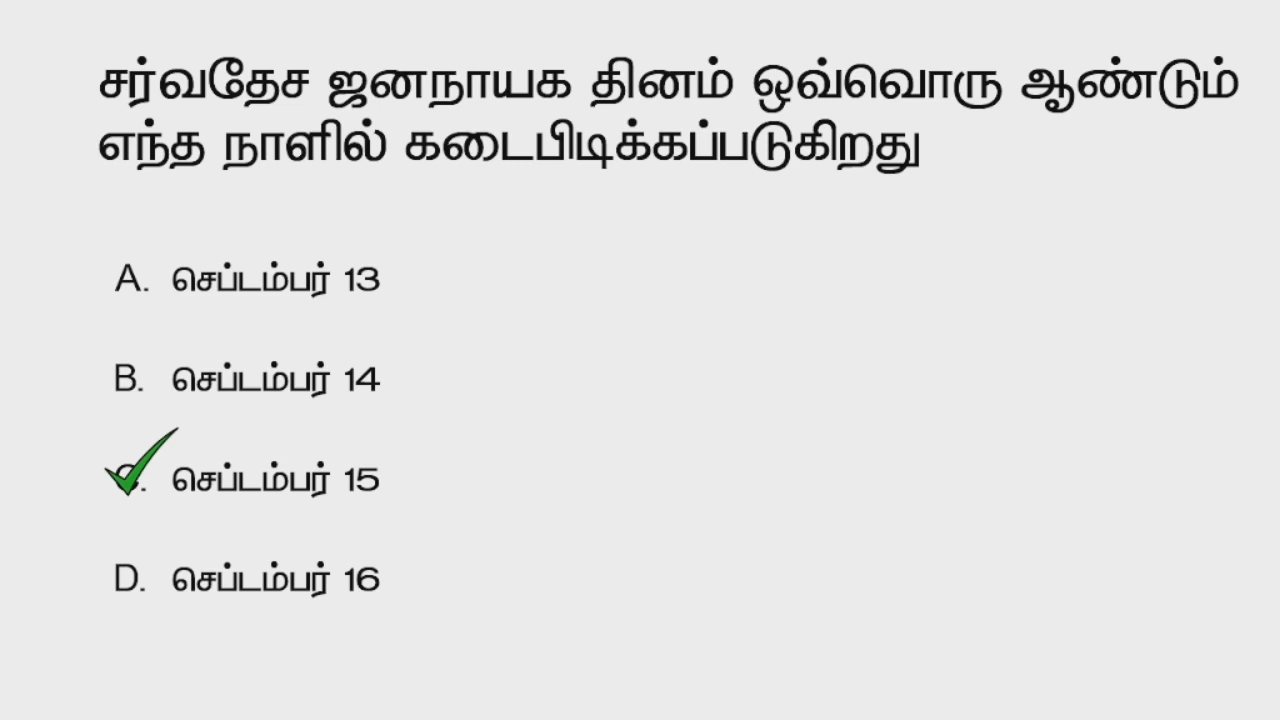 சர்வதேச ஜனநாயக தினம் ஒவ்வொரு ஆண்டும்
எந்த நாளில் கடைபிடிக்கப்படுகிறது
A. செப்டம்பர் 13
B. செப்டம்பர் 14
C. செப்டம்பர் 15
D. செப்டம்பர் 16